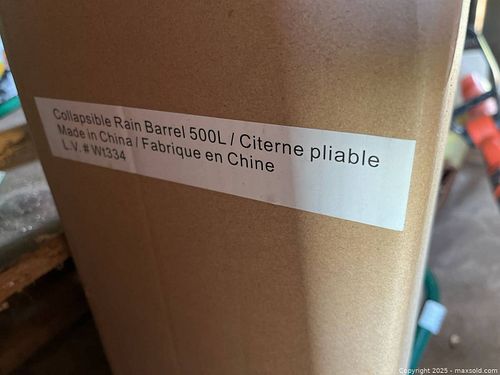 Collapsible Rain Barrel 500L / Citerne pliable
Made in China / Fabrique en Chine
L.V. # Wt334
Copyright 2025 - maxsold.com